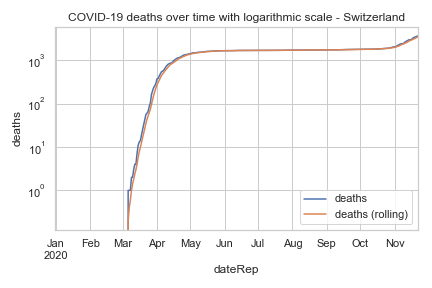 COVID-19 deaths over time with logarithmic scale - Switzerland
deaths
10³
10²
10¹
10⁰
deaths
deaths (rolling)
Jan Feb Mar Apr May Jun Jul Aug Sep Oct Nov
2020
dateRep